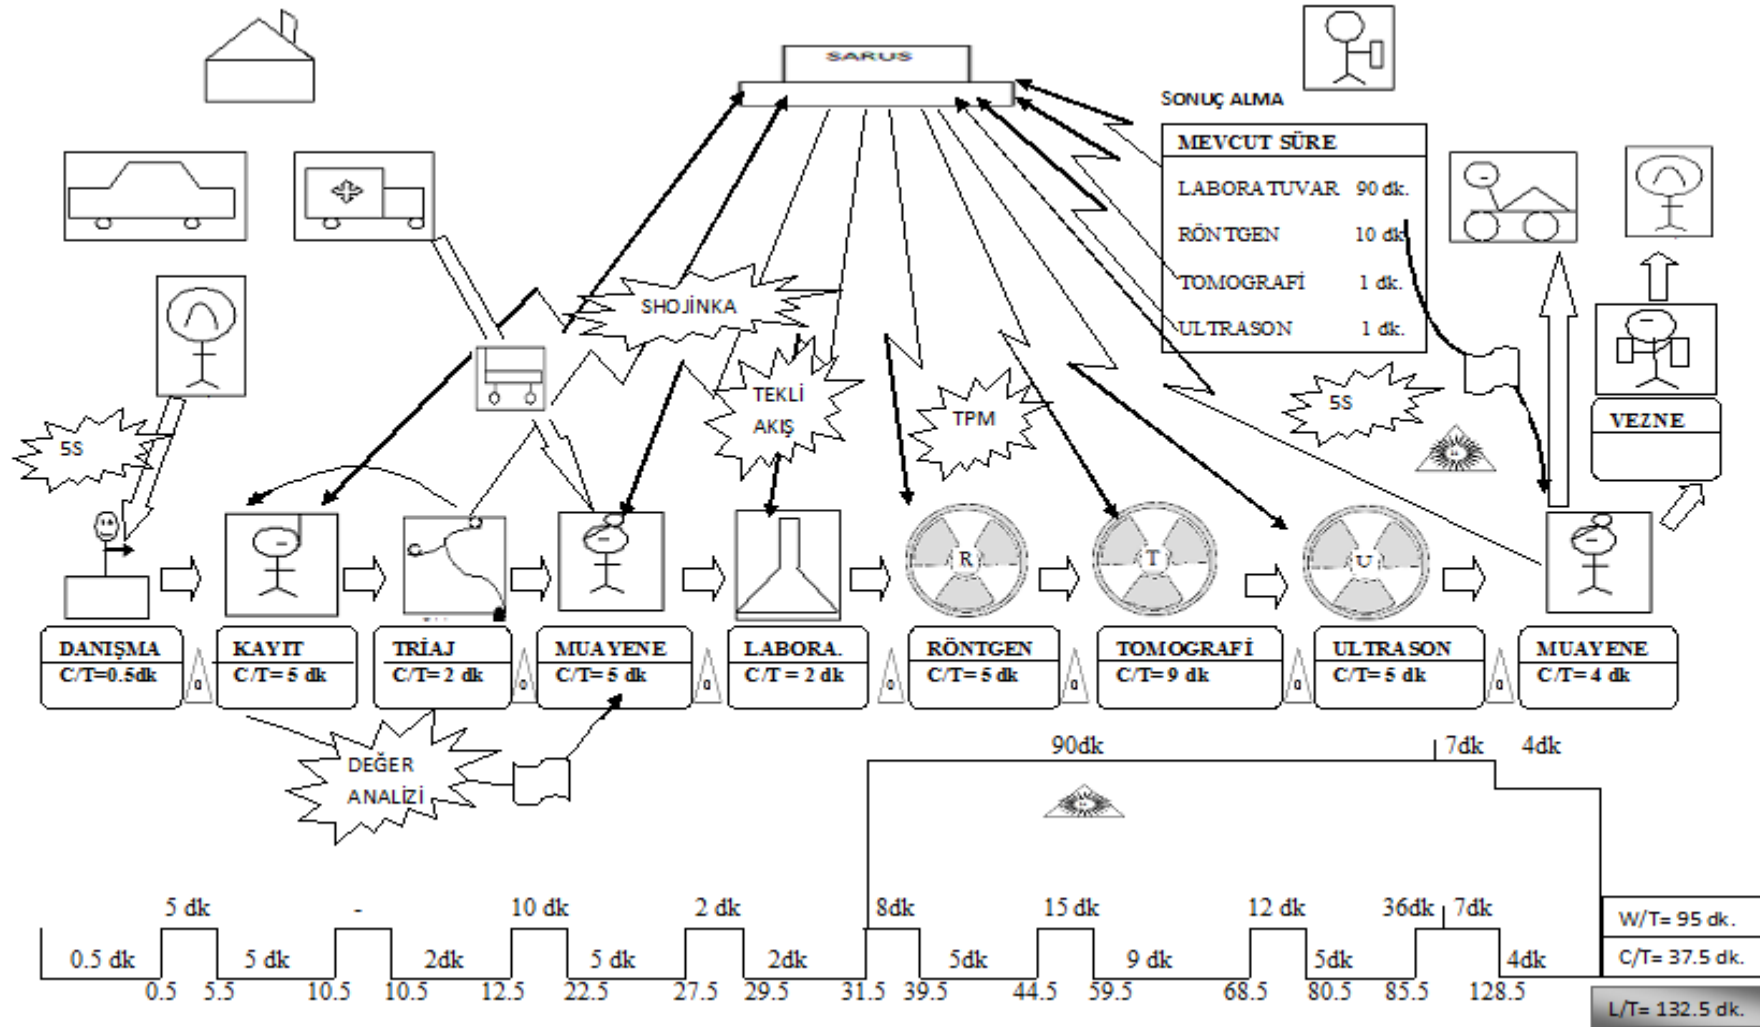 SARUS
SONUÇ ALMA
MEVCUT SÜRE
LABORATUVAR 90 dk.
RÖNTGEN 10 dk
TOMOGRAFİ 1 dk.
ULTRASON 1 dk.
SHOJİNKA
TEKLİ
AKIŞ
TPM
5S
5S
VEZNE
R
T
U
DANIŞMA
C/T=0.5dk
KAYIT
C/T= 5 dk
TRİAJ
C/T= 2 dk
MUAYENE
C/T= 5 dk
LABORA.
C/T = 2 dk
RÖNTGEN
C/T= 5 dk
TOMOGRAFİ
C/T= 9 dk
ULTRASON
C/T= 5 dk
MUAYENE
C/T= 4 dk
DEĞER
ANALİZİ
90dk 7dk 4dk
5 dk - 10 dk 2 dk 8dk 15 dk 12 dk 36dk 7dk
0.5 dk 5 dk 2dk 5 dk 2dk 5dk 9 dk 5dk 4dk
0.5 5.5 10.5 10.5 12.5 22.5 27.5 29.5 31.5 39.5 44.5 59.5 68.5 80.5 85.5 128.5
W/T= 95 dk.
C/T= 37.5 dk.
L/T= 132.5 dk.